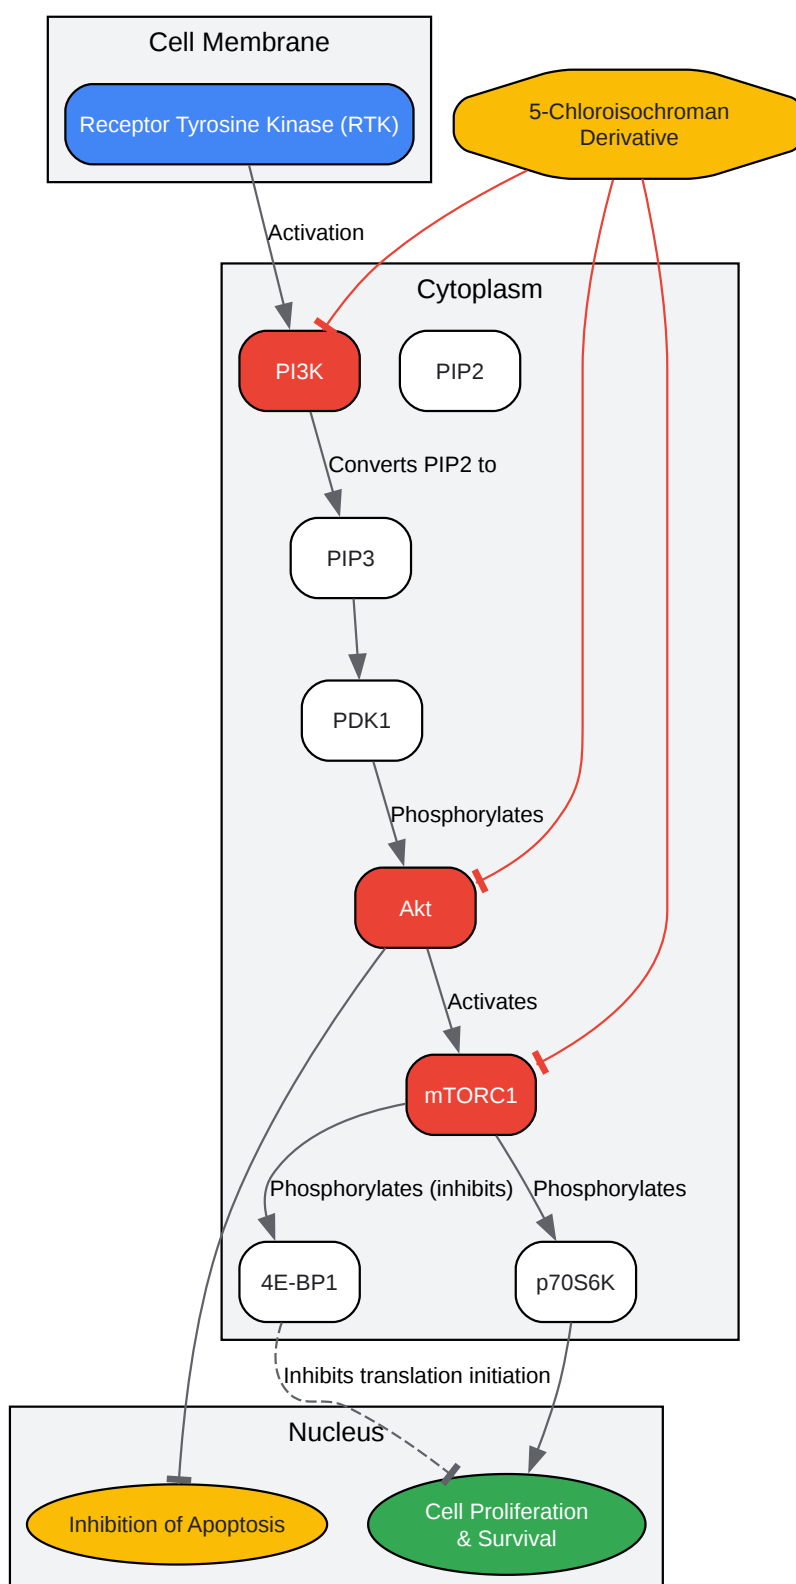 Cell Membrane
Receptor Tyrosine Kinase (RTK)
5-Chloroisochroman
Derivative
Activation
Cytoplasm
PI3K
PIP2
Converts PIP2 to
PIP3
PDK1
Phosphorylates
Akt
Activates
mTORC1
Phosphorylates (inhibits)
Phosphorylates
4E-BP1
p70S6K
Inhibits translation initiation
Nucleus
Inhibition of Apoptosis
Cell Proliferation
& Survival